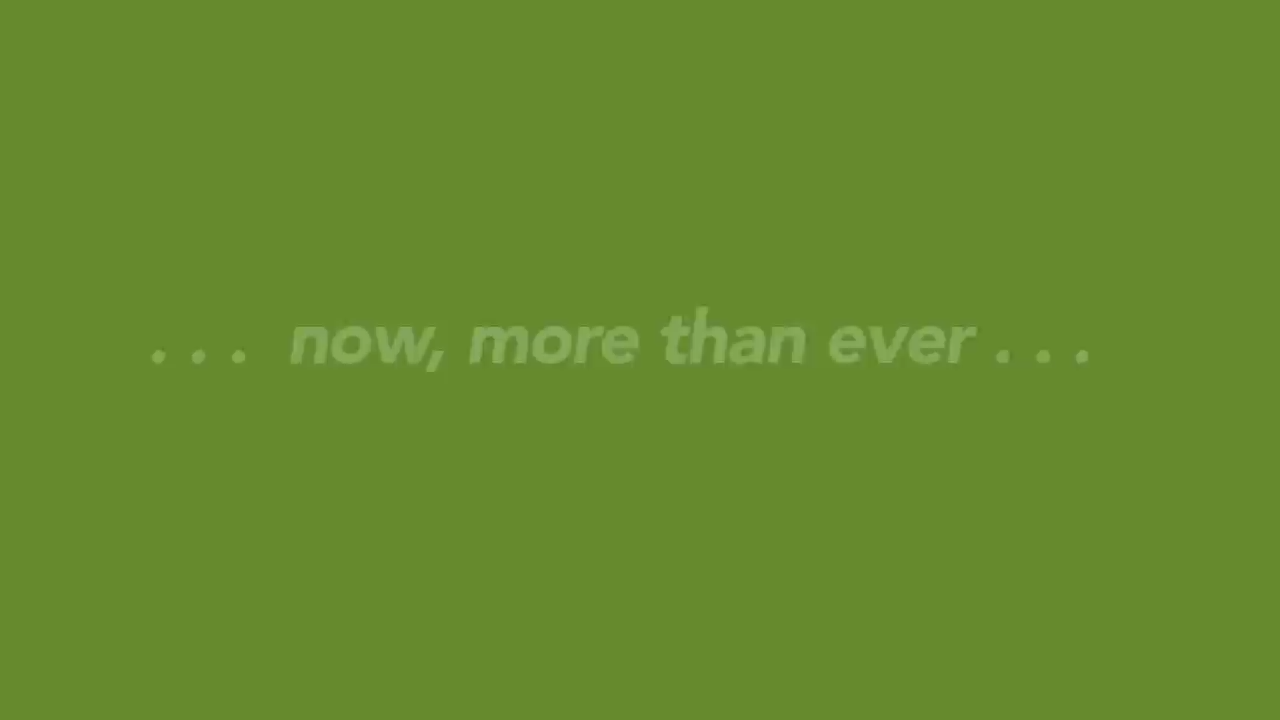 . . . now, more than ever . . .